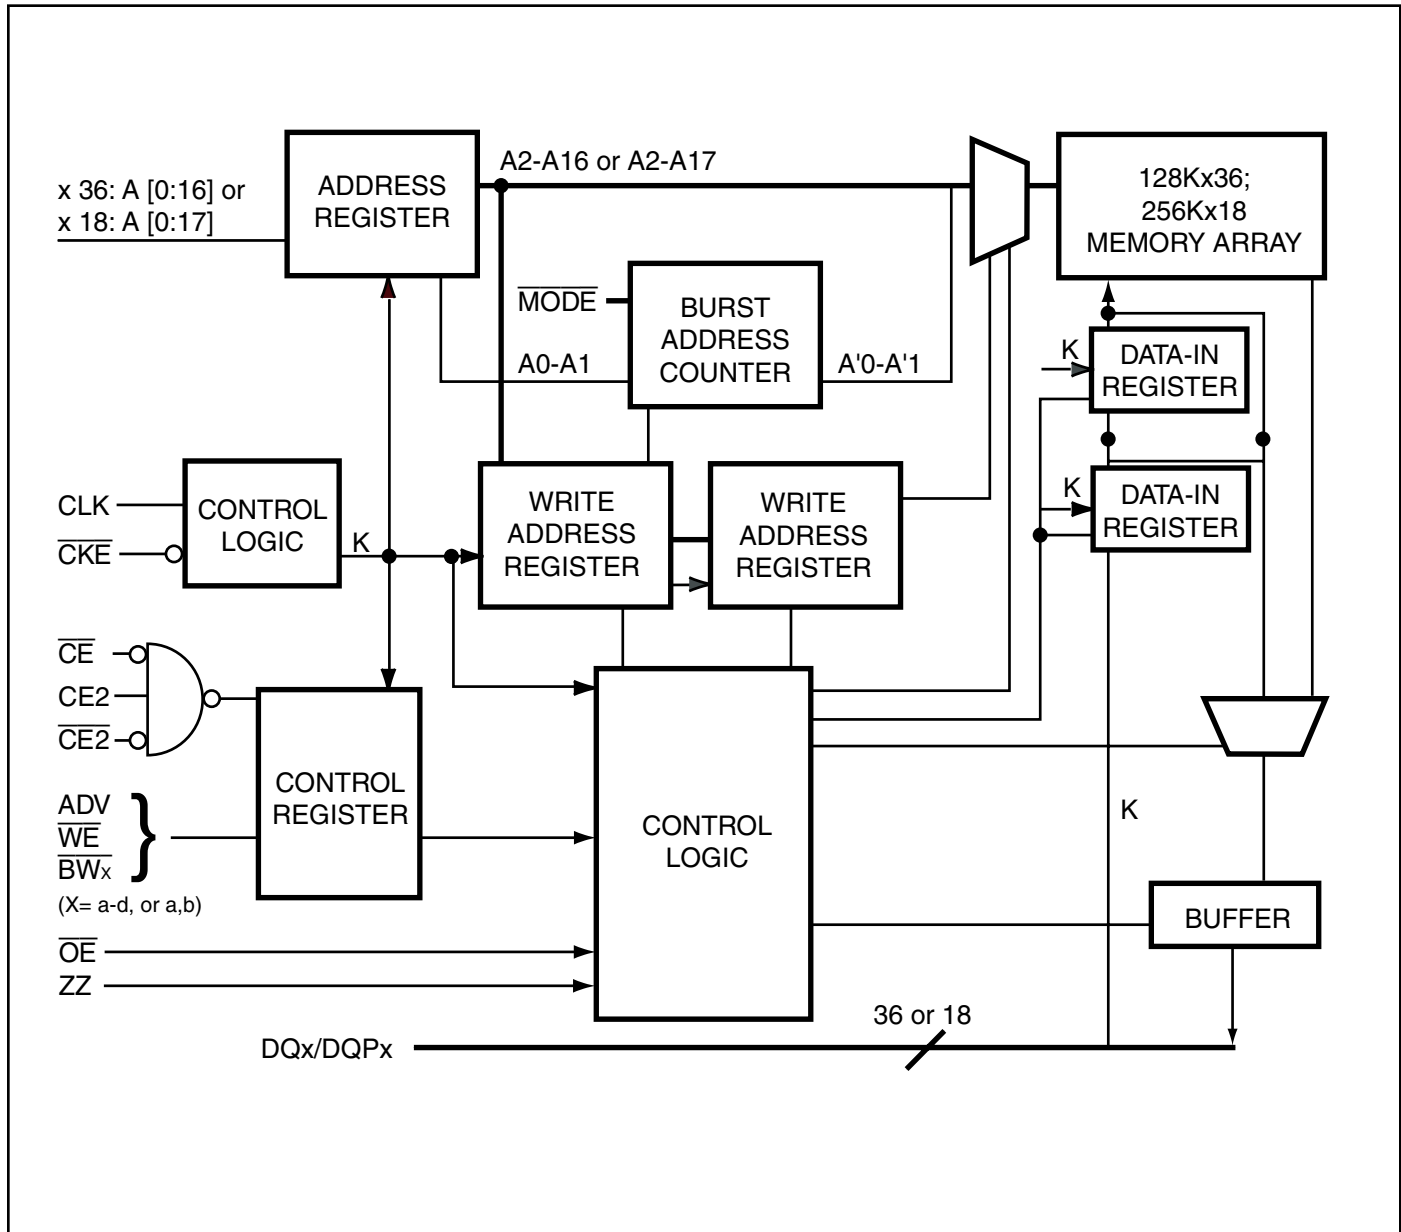 x 36: A [0:16] or
x 18: A [0:17]
ADDRESS
REGISTER
A2-A16 or A2-A17
128Kx36;
256Kx18
MEMORY ARRAY
MODE
BURST
ADDRESS
COUNTER
A0-A1
A'0-A'1
K
DATA-IN
REGISTER
CLK
CKE
CONTROL
LOGIC
K
WRITE
ADDRESS
REGISTER
WRITE
ADDRESS
REGISTER
K
DATA-IN
REGISTER
CE
CE2
CE2
CONTROL
REGISTER
ADV
WE
BWx
(X= a-d, or a,b)
CONTROL
LOGIC
K
BUFFER
OE
ZZ
36 or 18
DQx/DQPx